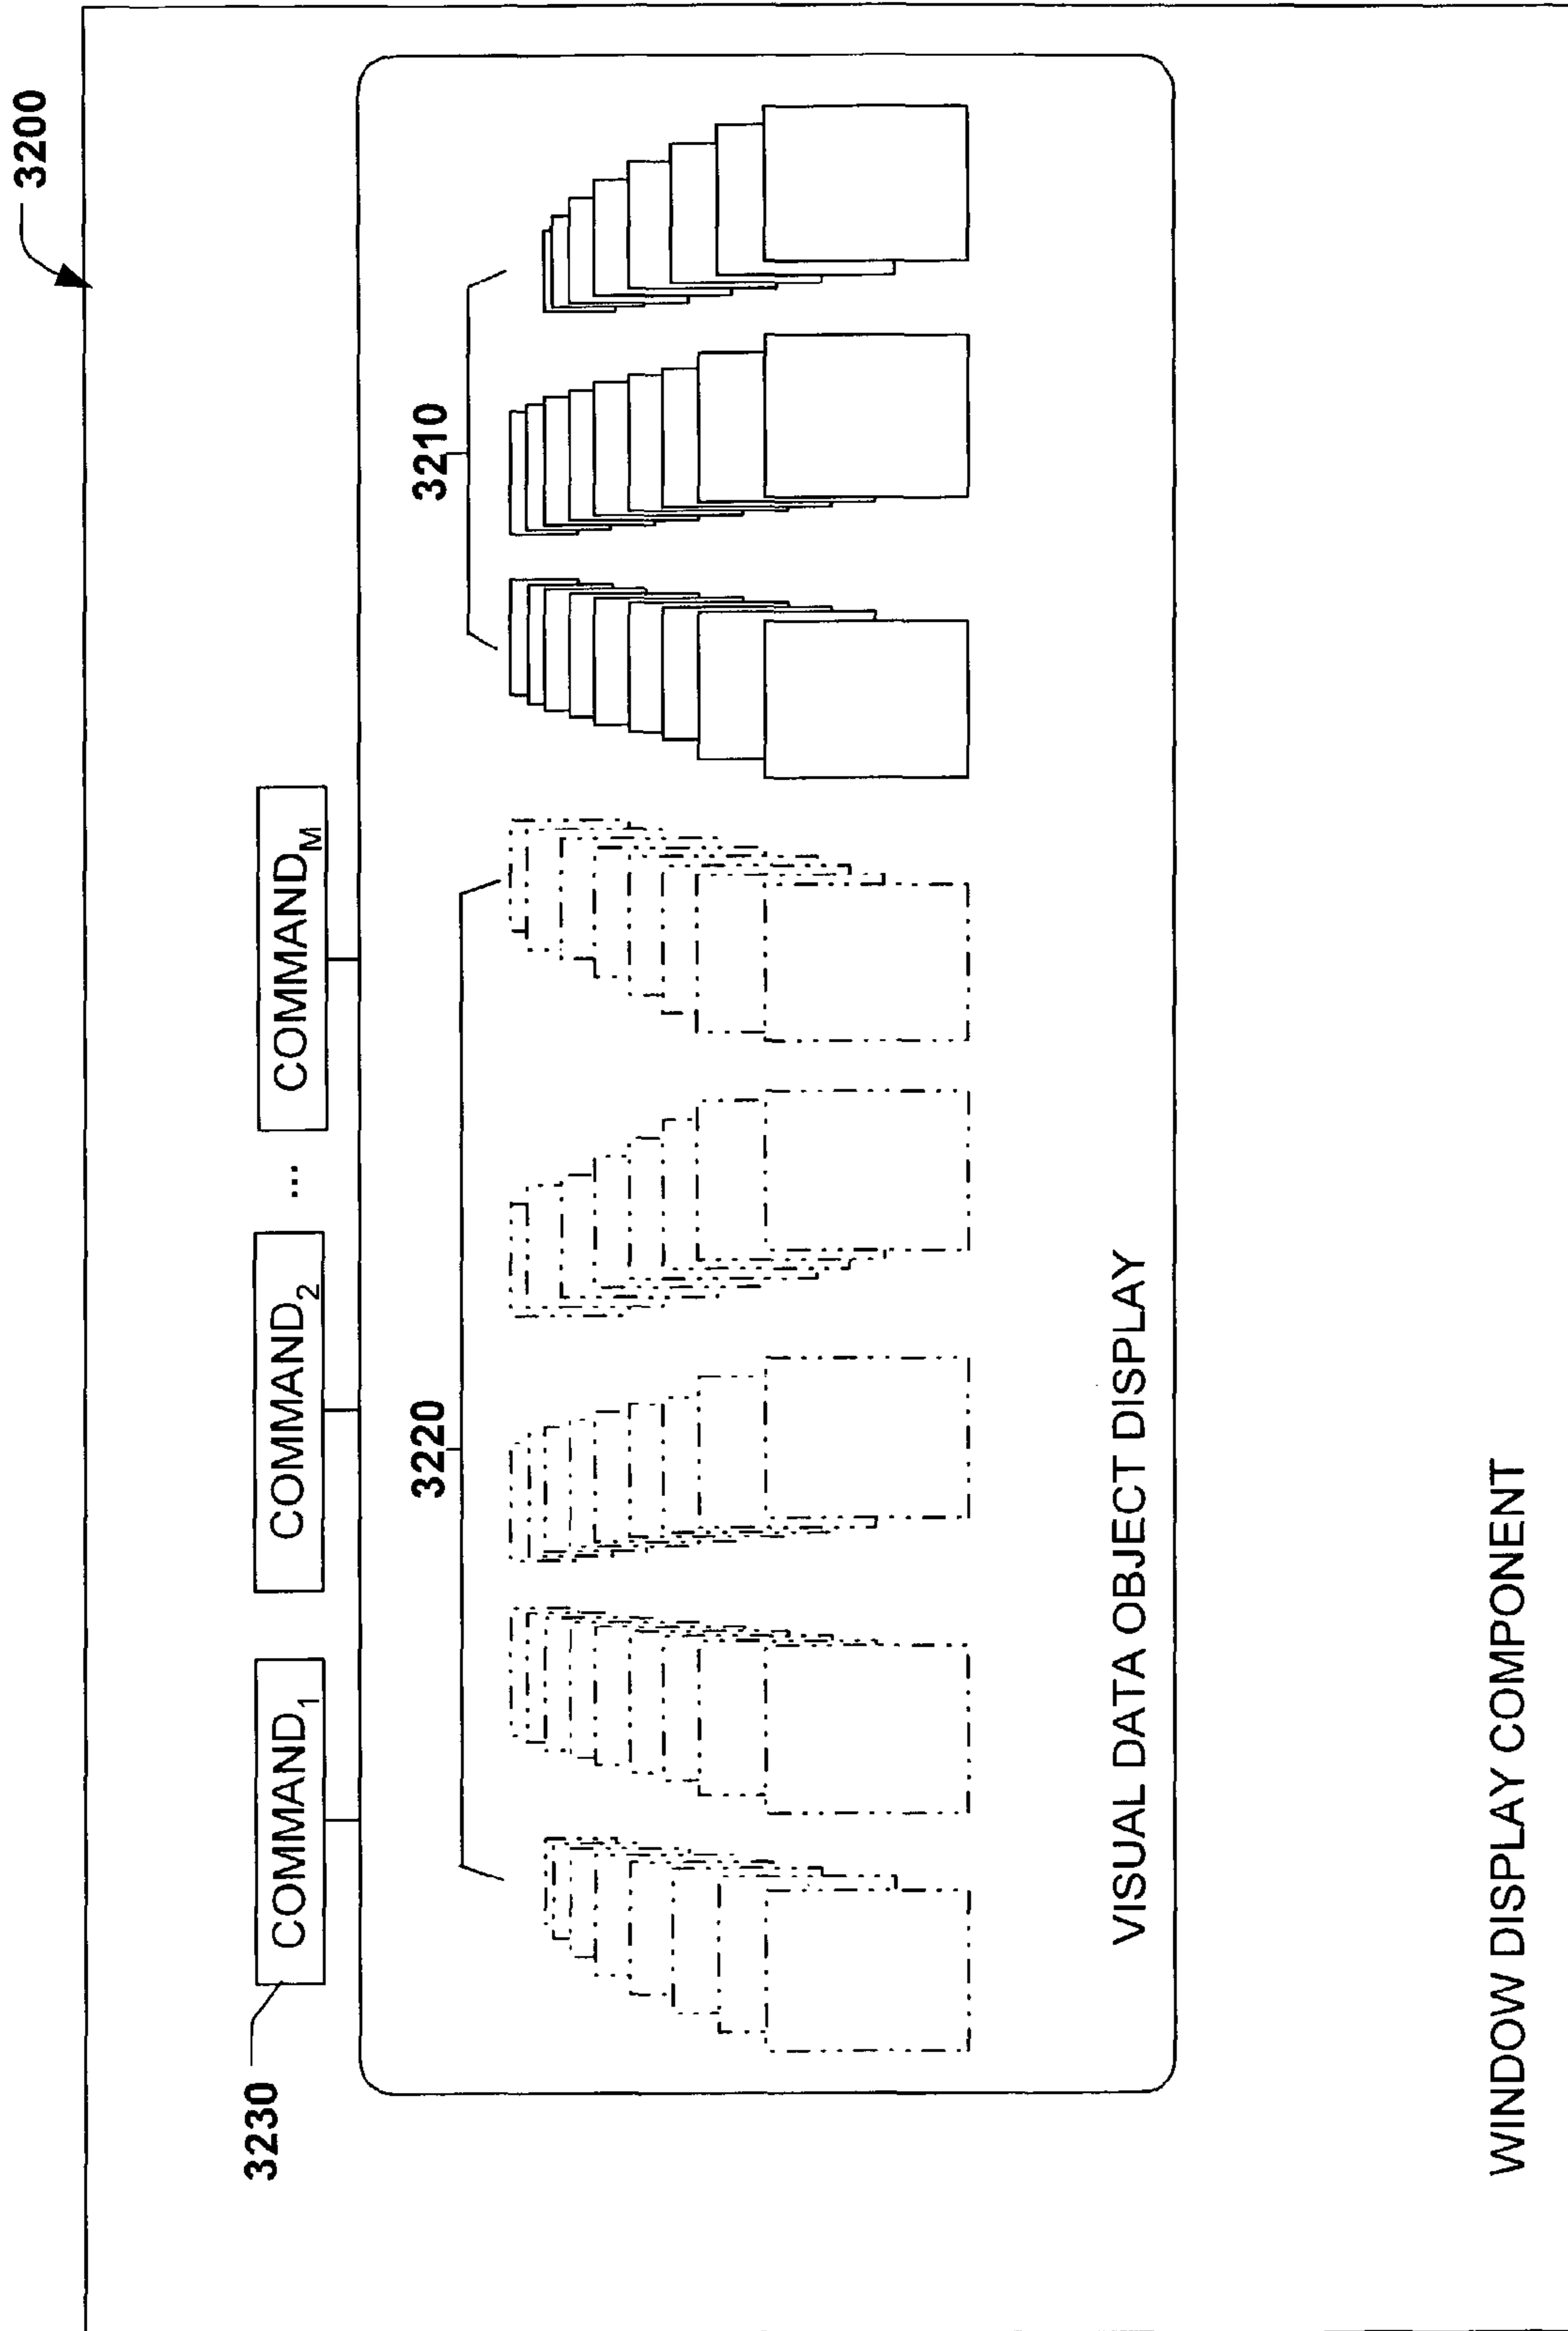 3200
3230
COMMAND1
COMMAND2
...
COMMANDM
3220
3210
VISUAL DATA OBJECT DISPLAY
WINDOW DISPLAY COMPONENT